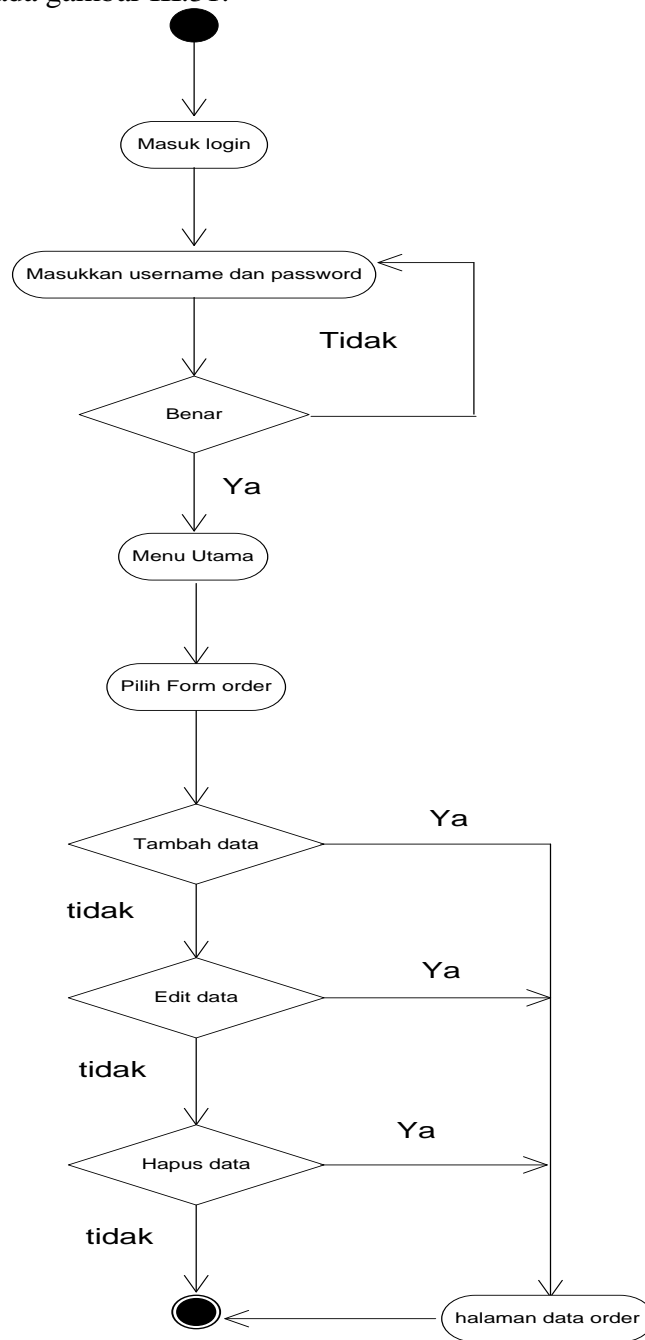 Masuk login
Masukkan username dan password
Tidak
Benar
Ya
Menu Utama
Pilih Form order
Ya
Tambah data
tidak
Ya
Edit data
tidak
Ya
Hapus data
tidak
halaman data order